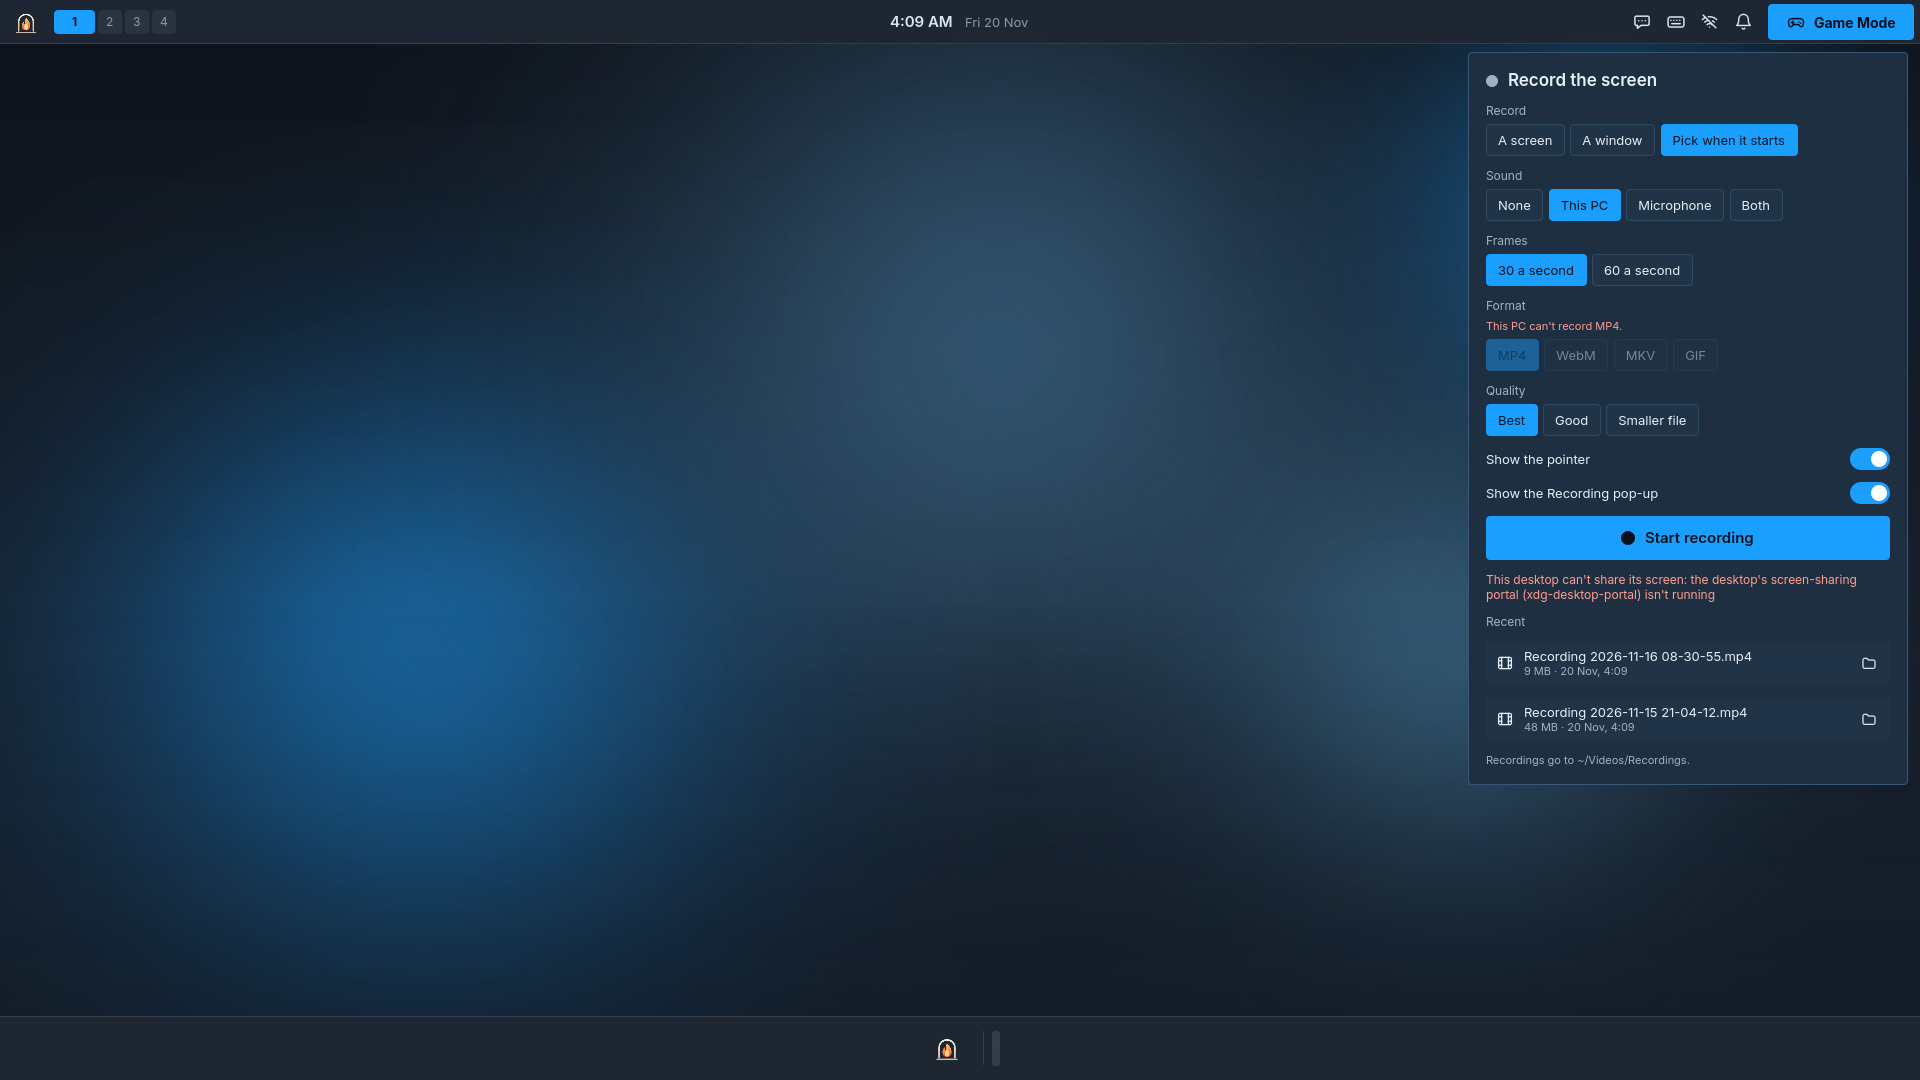 1
2
3
4
4:09 AM Fri 20 Nov
Game Mode
Record the screen
Record
A screen
A window
Pick when it starts
Sound
None
This PC
Microphone
Both
Frames
30 a second
60 a second
Format
This PC can't record MP4.
MP4
WebM
MKV
GIF
Quality
Best
Good
Smaller file
Show the pointer
Show the Recording pop-up
Start recording
This desktop can't share its screen: the desktop's screen-sharing
portal (xdg-desktop-portal) isn't running
Recent
Recording 2026-11-16 08-30-55.mp4
9 MB · 20 Nov, 4:09
Recording 2026-11-15 21-04-12.mp4
48 MB · 20 Nov, 4:09
Recordings go to ~/Videos/Recordings.